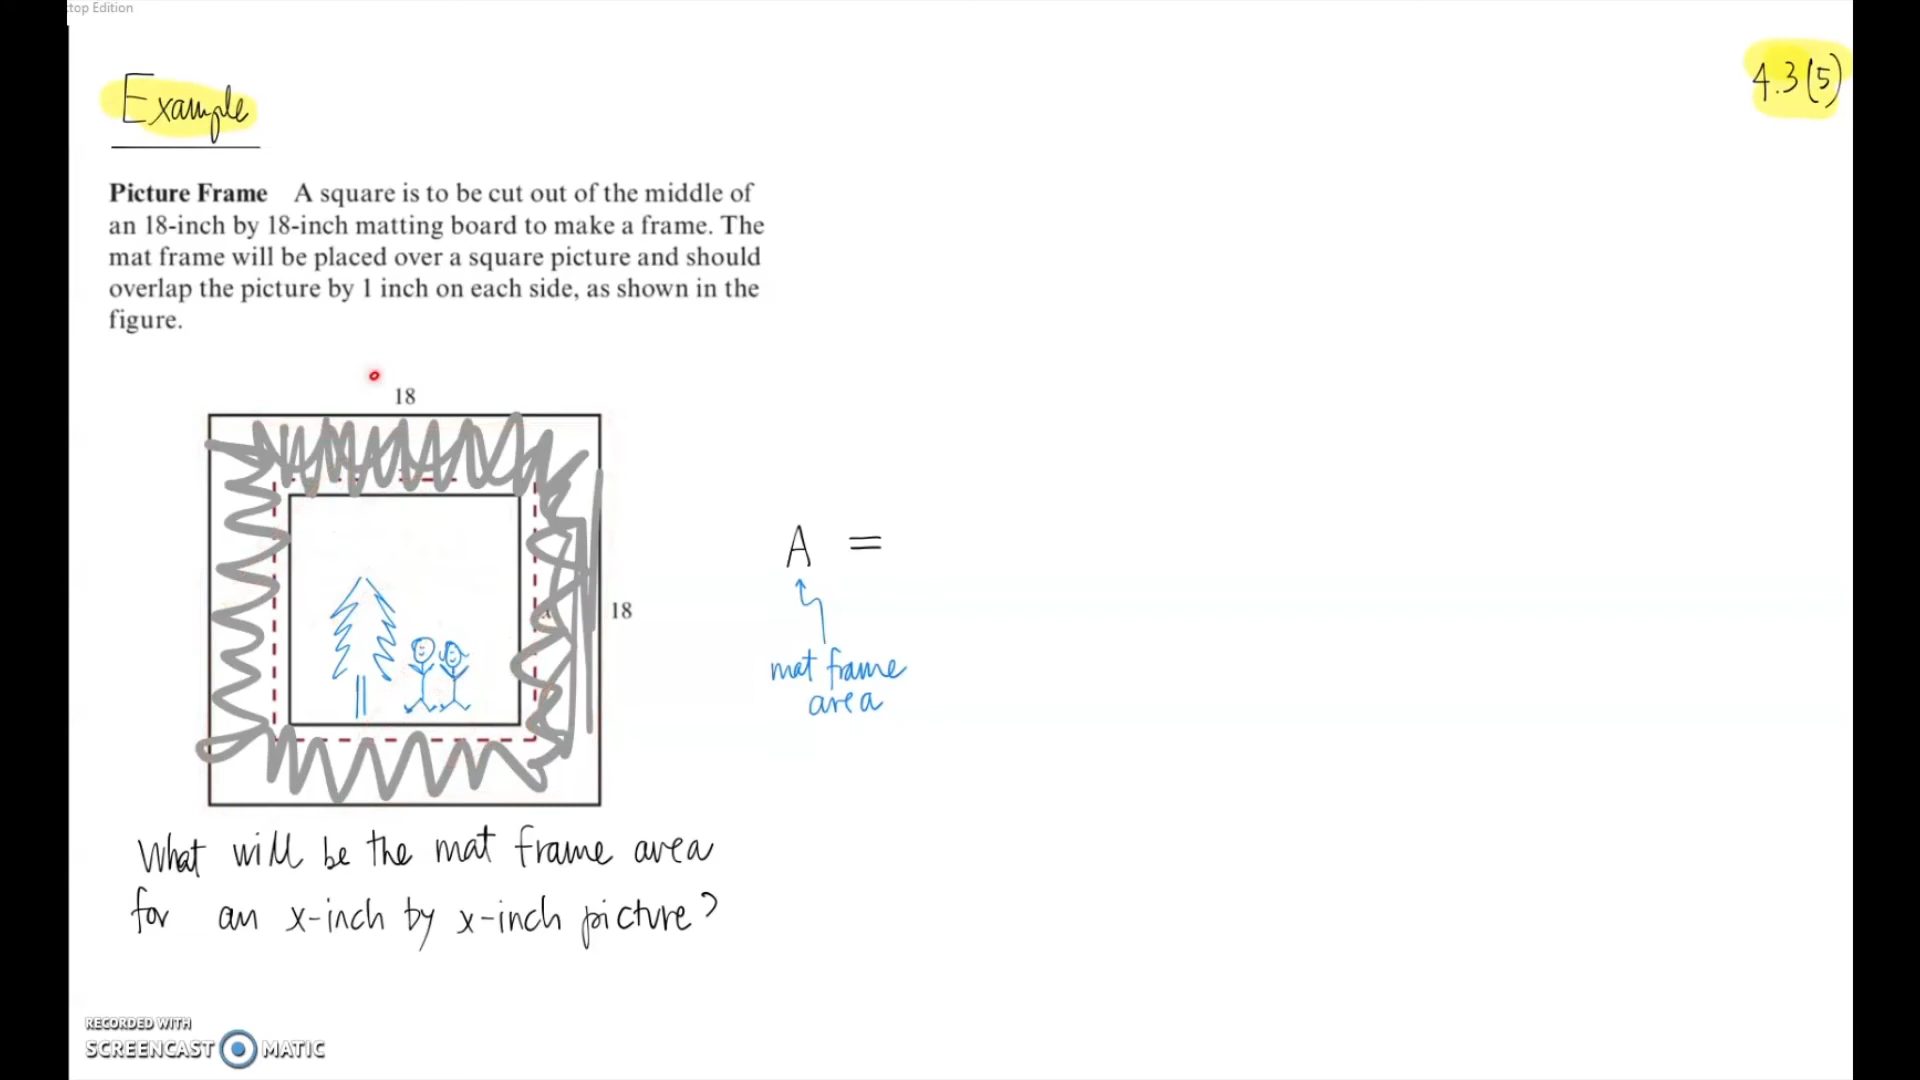 top Edition
Example
4.3(5)
Picture Frame A square is to be cut out of the middle of
an 18-inch by 18-inch matting board to make a frame. The
mat frame will be placed over a square picture and should
overlap the picture by 1 inch on each side, as shown in the
figure.
18
18
A =
mat frame
area
What will be the mat frame area
for an x-inch by x-inch picture?
RECORDED WITH
SCREENCAST MATIC